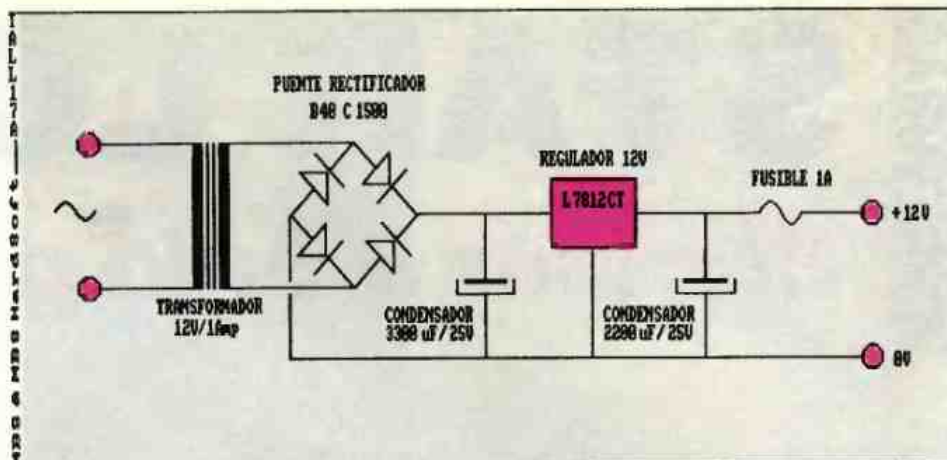 PUENTE RECTIFICADOR
B40 C 1500
REGULADOR 12V
L7812CT
FUSIBLE 1A
+12V
TRANSFORMADOR
12V/1Amp
CONDENSADOR
3300 uF/25V
CONDENSADOR
2200 uF/25V
0V